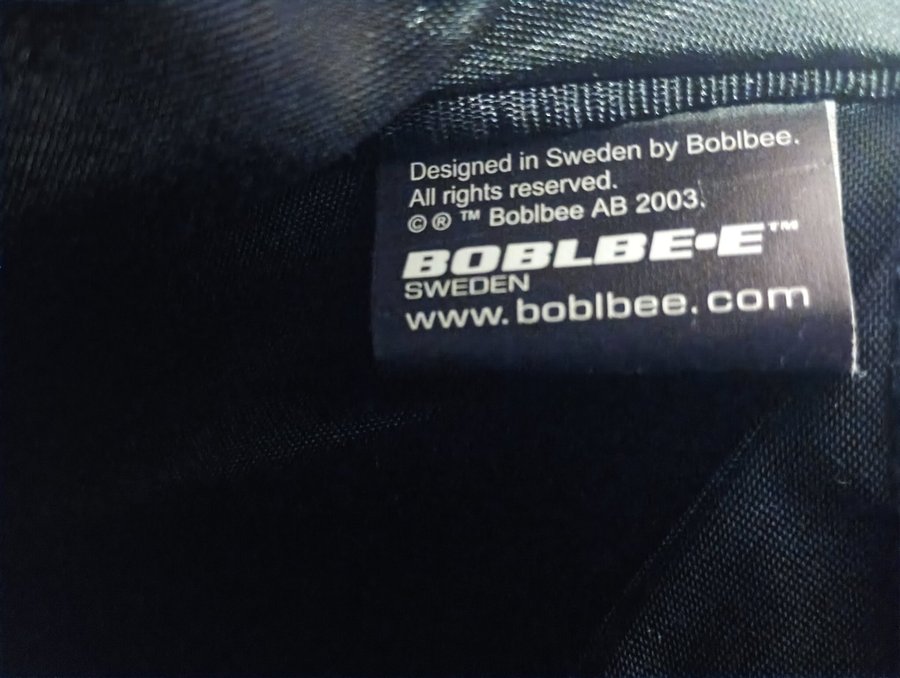 Designed in Sweden by Boblbee.
All rights reserved.
© ® ™ Boblbee AB 2003.
BOBLBE•E™
SWEDEN
www.boblbee.com